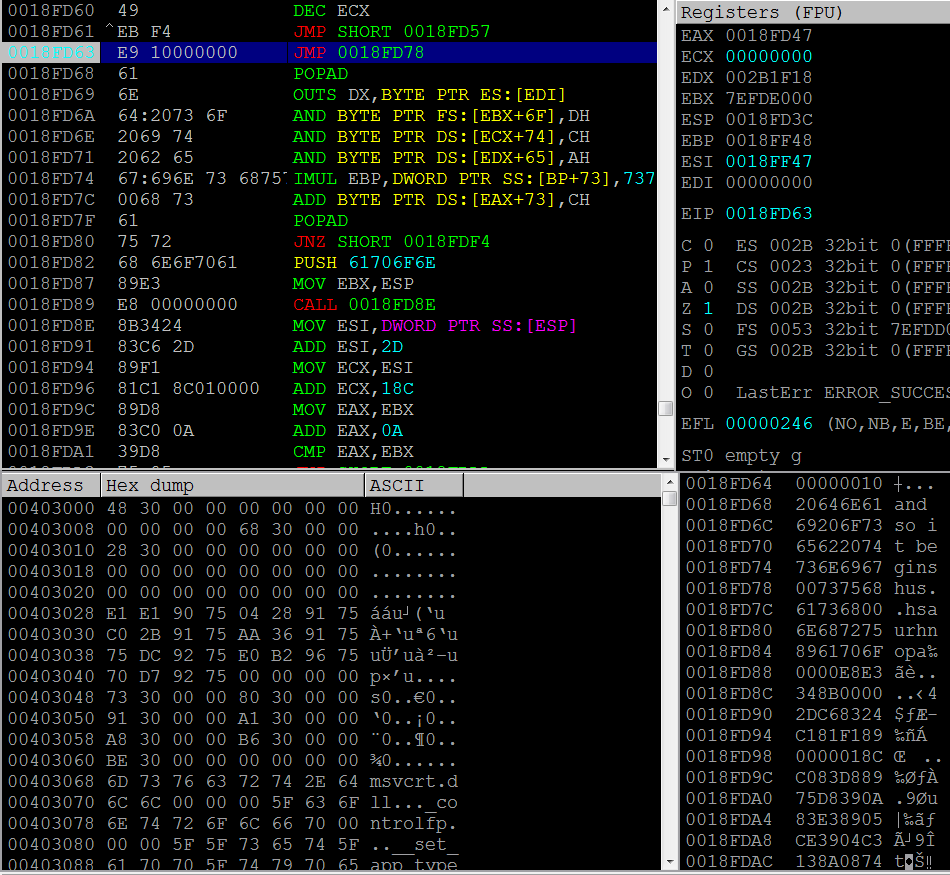 0018FD60 49 DEC ECX
0018FD61 ^ EB F4 JMP SHORT 0018FD57
0018FD63 E9 10000000 JMP 0018FD78
0018FD68 61 POPAD
0018FD69 6E OUTS DX,BYTE PTR ES:[EDI]
0018FD6A 64:2073 6F AND BYTE PTR FS:[EBX+6F],DH
0018FD6E 2069 74 AND BYTE PTR DS:[ECX+74],CH
0018FD71 2062 65 AND BYTE PTR DS:[EDX+65],AH
0018FD74 67:696E 73 6875 IMUL EBP,DWORD PTR SS:[BP+73],737
0018FD7C 0068 73 ADD BYTE PTR DS:[EAX+73],CH
0018FD7F 61 POPAD
0018FD80 75 72 JNZ SHORT 0018FDF4
0018FD82 68 6E6F7061 PUSH 61706F6E
0018FD87 89E3 MOV EBX,ESP
0018FD89 E8 00000000 CALL 0018FD8E
0018FD8E 8B3424 MOV ESI,DWORD PTR SS:[ESP]
0018FD91 83C6 2D ADD ESI,2D
0018FD94 89F1 MOV ECX,ESI
0018FD96 81C1 8C010000 ADD ECX,18C
0018FD9C 89D8 MOV EAX,EBX
0018FD9E 83C0 0A ADD EAX,0A
0018FDA1 39D8 CMP EAX,EBX
Registers (FPU)
EAX 0018FD47
ECX 00000000
EDX 002B1F18
EBX 7EFDE000
ESP 0018FD3C
EBP 0018FF48
ESI 0018FF47
EDI 00000000
EIP 0018FD63
C 0 ES 002B 32bit 0(FFFF
P 1 CS 0023 32bit 0(FFFF
A 0 SS 002B 32bit 0(FFFF
Z 1 DS 002B 32bit 0(FFFF
S 0 FS 0053 32bit 7EFDD0
T 0 GS 002B 32bit 0(FFFF
D 0
O 0 LastErr ERROR_SUCCES
EFL 00000246 (NO,NB,E,BE,
ST0 empty g
Address Hex dump ASCII
00403000 48 30 00 00 00 00 00 00 H0......
00403008 00 00 00 00 68 30 00 00 ....h0..
00403010 28 30 00 00 00 00 00 00 (0......
00403018 00 00 00 00 00 00 00 00 ........
00403020 00 00 00 00 00 00 00 00 ........
00403028 E1 E1 90 75 04 28 91 75 ááu┘(‘u
00403030 C0 2B 91 75 AA 36 91 75 À+‘uª6‘u
00403038 75 DC 92 75 E0 B2 96 75 uÜ’uà²–u
00403040 70 D7 92 75 00 00 00 00 p×’u....
00403048 73 30 00 00 80 30 00 00 s0..€0..
00403050 91 30 00 00 A1 30 00 00 ‘0..¡0..
00403058 A8 30 00 00 B6 30 00 00 ¨0..¶0..
00403060 BE 30 00 00 00 00 00 00 ¾0......
00403068 6D 73 76 63 72 74 2E 64 msvcrt.d
00403070 6C 6C 00 00 00 5F 63 6F ll..._co
00403078 6E 74 72 6F 6C 66 70 00 ntrolfp.
00403080 00 00 5F 5F 73 65 74 5F ..__set_
00403088 61 70 70 5F 74 79 70 65 app_type
0018FD64 00000010 ┼...
0018FD68 20646E61 and
0018FD6C 69206F73 so i
0018FD70 65622074 t be
0018FD74 736E6967 gins
0018FD78 00737568 hus.
0018FD7C 61736800 .hsa
0018FD80 6E687275 urhn
0018FD84 8961706F opa‰
0018FD88 0000E8E3 ãè..
0018FD8C 348B0000 ..‹4
0018FD90 2DC68324 $ƒÆ-
0018FD94 C181F189 ‰ñÁ
0018FD98 0000018C Œ ..
0018FD9C C083D889 ‰ØƒÀ
0018FDA0 75D8390A .9Øu
0018FDA4 83E38905 |‰ãƒ
0018FDA8 CE3904C3 Ã┘9Î
0018FDAC 138A0874 t◘Š‼